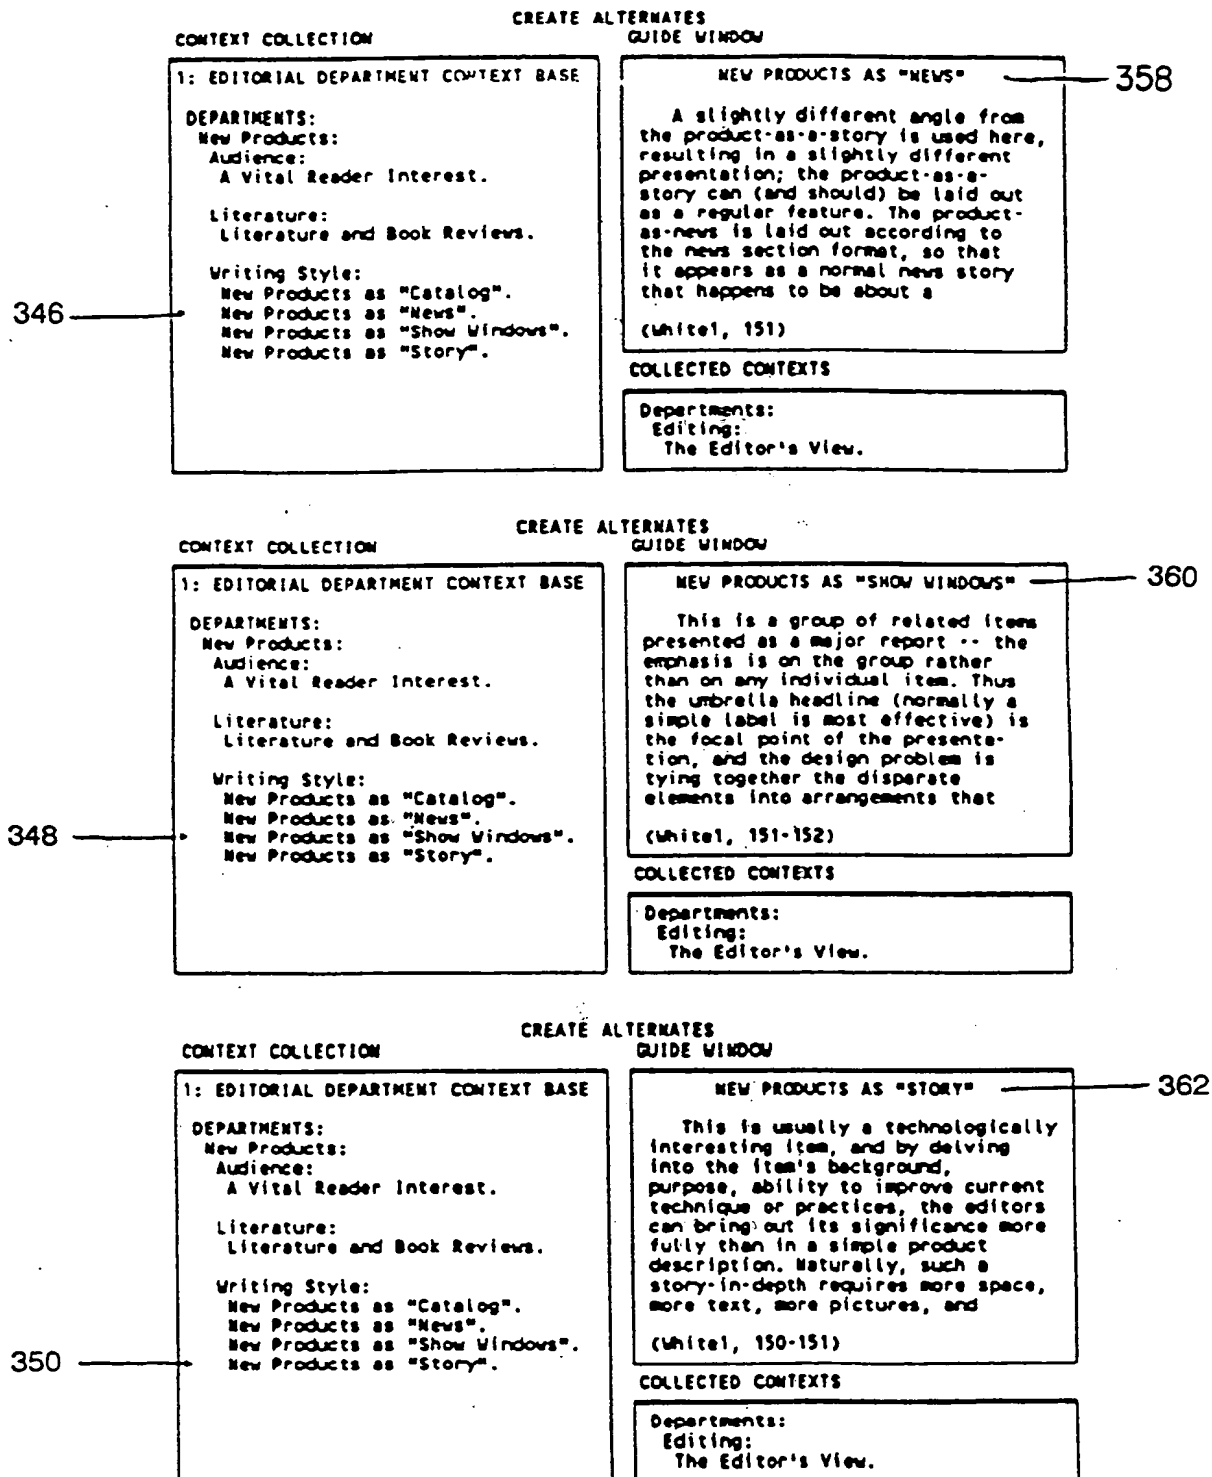 CREATE ALTERNATES
CONTEXT COLLECTION
GUIDE WINDOW
1: EDITORIAL DEPARTMENT CONTEXT BASE
DEPARTMENTS:
New Products:
Audience:
A Vital Reader Interest.
Literature:
Literature and Book Reviews.
Writing Style:
New Products as "Catalog".
346
New Products as "News".
New Products as "Show Windows".
New Products as "Story".
NEW PRODUCTS AS "NEWS"
358
A slightly different angle from
the product-as-a-story is used here,
resulting in a slightly different
presentation; the product-as-a-
story can (and should) be laid out
as a regular feature. The product-
as-news is laid out according to
the news section format, so that
it appears as a normal news story
that happens to be about a
(White1, 151)
COLLECTED CONTEXTS
Departments:
Editing:
The Editor's View.
CREATE ALTERNATES
CONTEXT COLLECTION
GUIDE WINDOW
1: EDITORIAL DEPARTMENT CONTEXT BASE
DEPARTMENTS:
New Products:
Audience:
A Vital Reader Interest.
Literature:
Literature and Book Reviews.
Writing Style:
New Products as "Catalog".
New Products as "News".
348
New Products as "Show Windows".
New Products as "Story".
NEW PRODUCTS AS "SHOW WINDOWS"
360
This is a group of related items
presented as a major report -- the
emphasis is on the group rather
than on any individual item. Thus
the umbrella headline (normally a
simple label is most effective) is
the focal point of the presenta-
tion, and the design problem is
tying together the disparate
elements into arrangements that
(White1, 151-152)
COLLECTED CONTEXTS
Departments:
Editing:
The Editor's View.
CREATE ALTERNATES
CONTEXT COLLECTION
GUIDE WINDOW
1: EDITORIAL DEPARTMENT CONTEXT BASE
DEPARTMENTS:
New Products:
Audience:
A Vital Reader Interest.
Literature:
Literature and Book Reviews.
Writing Style:
New Products as "Catalog".
New Products as "News".
New Products as "Show Windows".
350
New Products as "Story".
NEW PRODUCTS AS "STORY"
362
This is usually a technologically
interesting item, and by delving
into the item's background,
purpose, ability to improve current
technique or practices, the editors
can bring out its significance more
fully than in a simple product
description. Naturally, such a
story-in-depth requires more space,
more text, more pictures, and
(White1, 150-151)
COLLECTED CONTEXTS
Departments:
Editing:
The Editor's View.